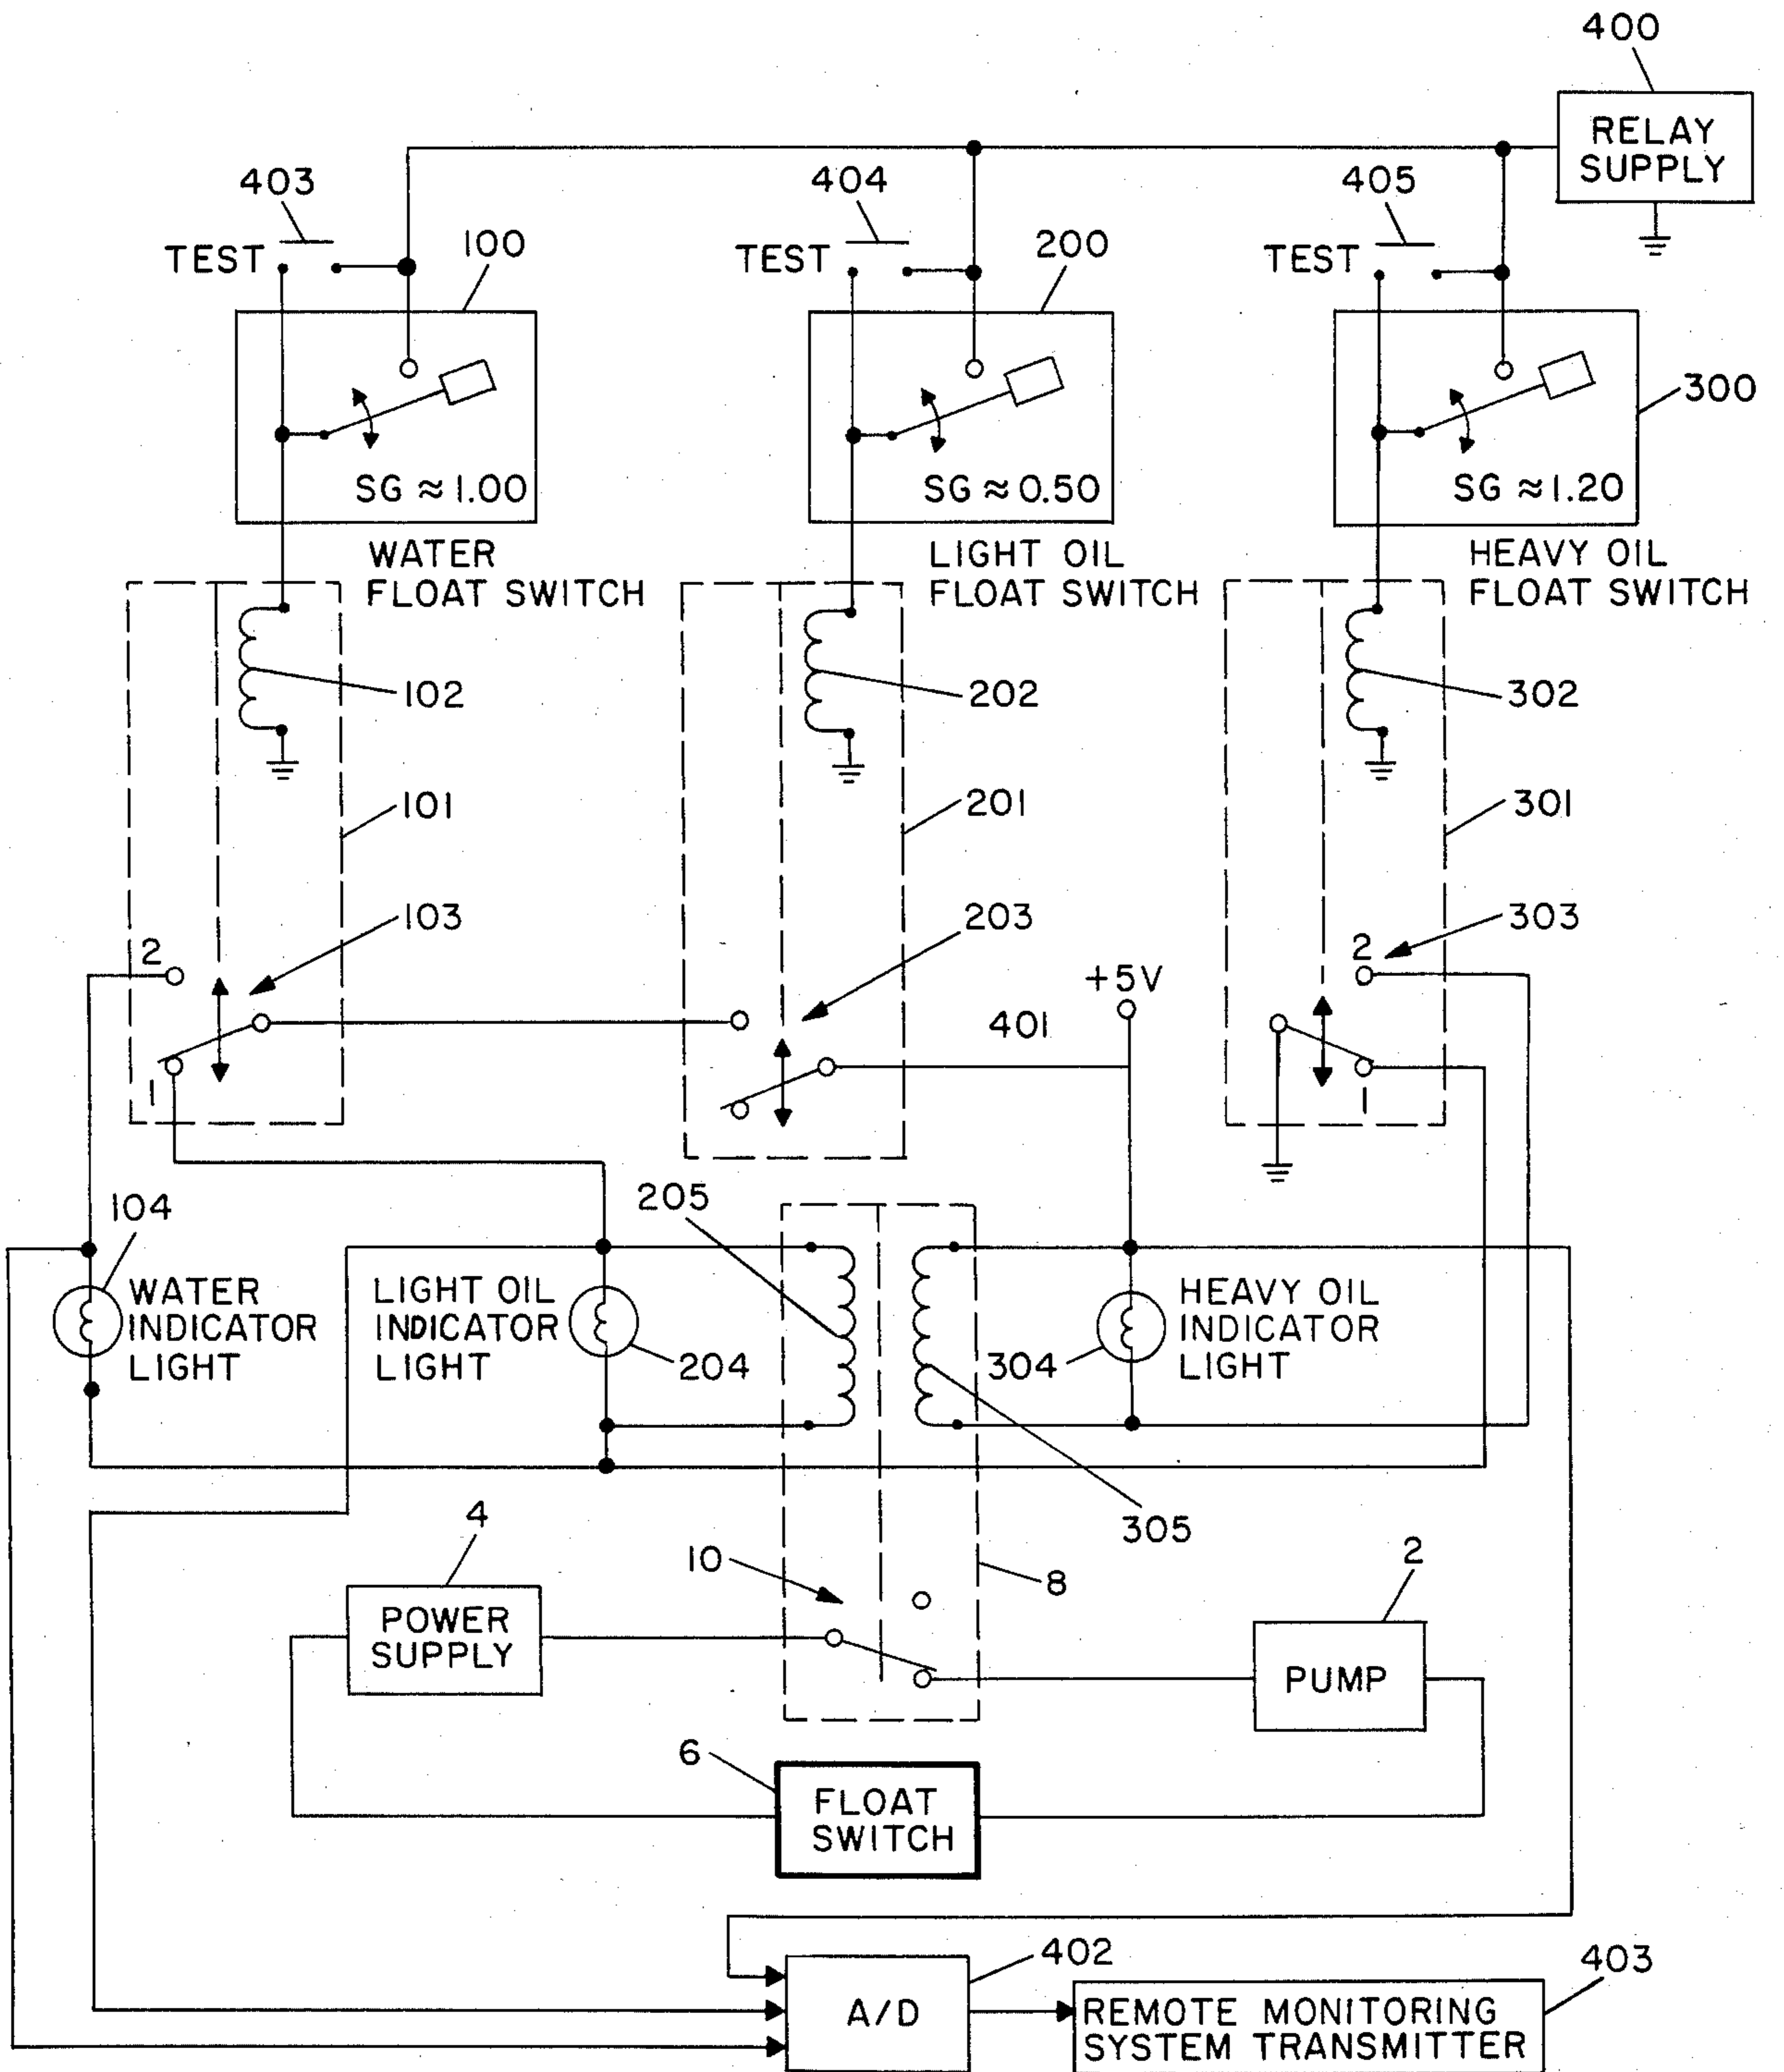 400
RELAY
SUPPLY
403
404
405
TEST
100
TEST
200
TEST
300
SG ≈ 1.00
SG ≈ 0.50
SG ≈ 1.20
WATER
FLOAT SWITCH
LIGHT OIL
FLOAT SWITCH
HEAVY OIL
FLOAT SWITCH
102
202
302
101
201
301
103
203
303
2
2
+5V
401
1
1
104
205
WATER
INDICATOR
LIGHT
LIGHT OIL
INDICATOR
LIGHT
204
304
HEAVY OIL
INDICATOR
LIGHT
305
4
10
8
2
POWER
SUPPLY
PUMP
6
FLOAT
SWITCH
402
403
A/D
REMOTE MONITORING
SYSTEM TRANSMITTER